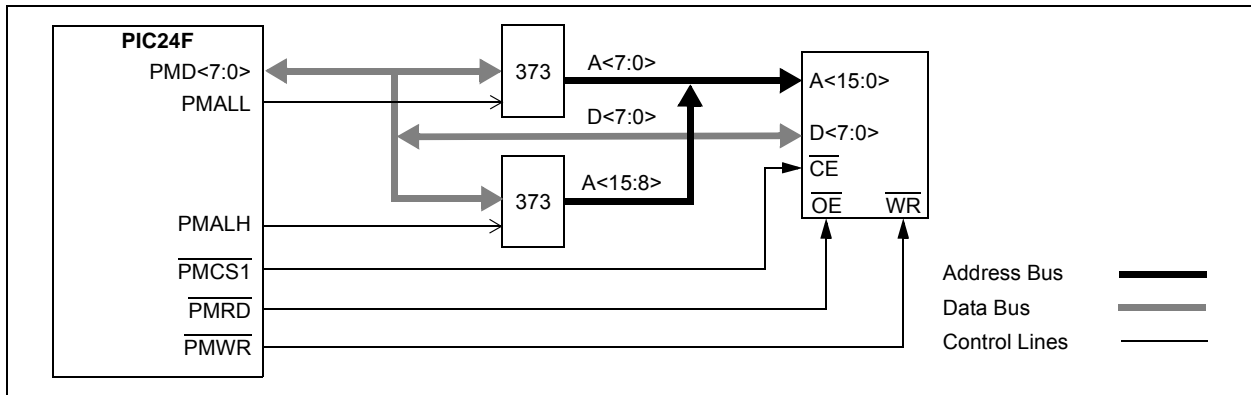 PIC24F
PMD<7:0>
PMALL
PMALH
PMCS1
PMRD
PMWR
373
A<7:0>
D<7:0>
373
A<15:8>
A<15:0>
D<7:0>
CE
OE WR
Address Bus
Data Bus
Control Lines